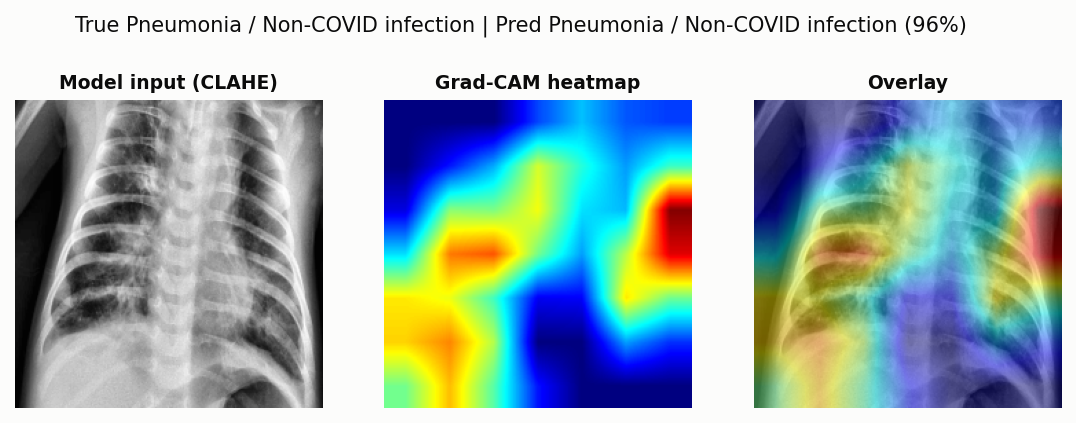 True Pneumonia / Non-COVID infection | Pred Pneumonia / Non-COVID infection (96%)
Model input (CLAHE)
Grad-CAM heatmap
Overlay